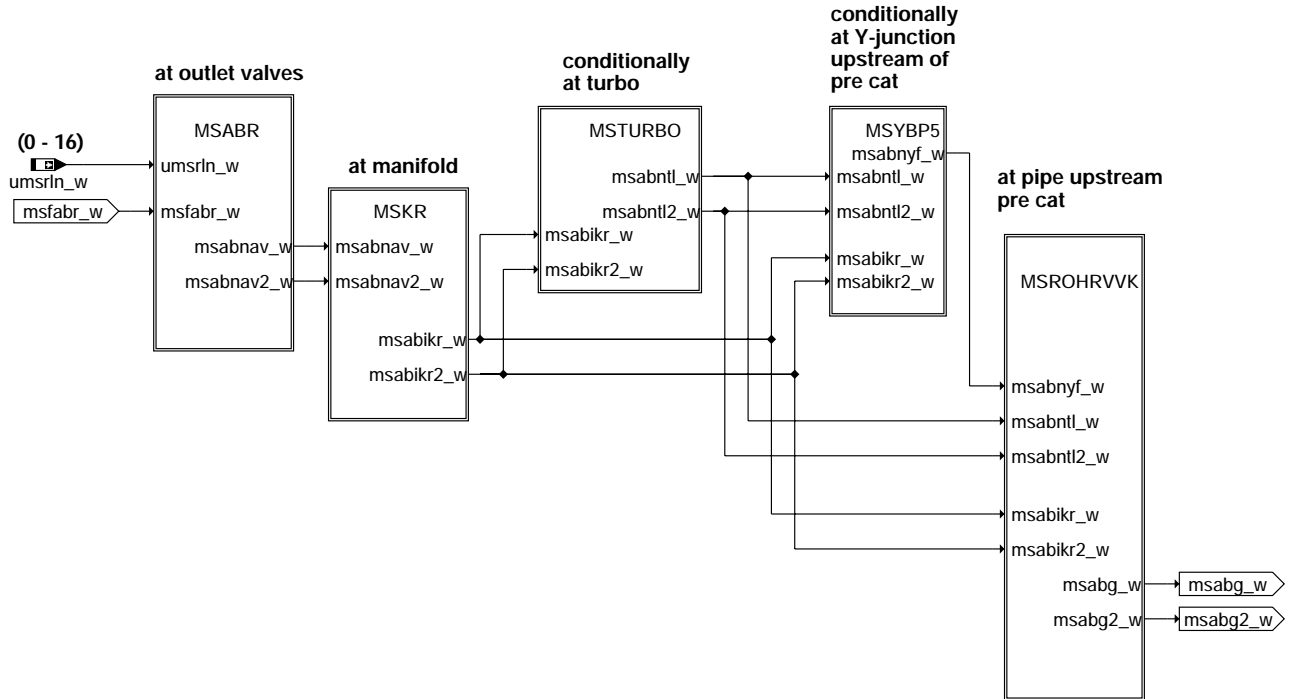 at outlet valves
MSABR
(0 - 16)
umsrln_w
umsrln_w
msfabr_w
msfabr_w
msabnav_w
msabnav2_w
at manifold
MSKR
msabnav_w
msabnav2_w
msabikr_w
msabikr2_w
conditionally
at turbo
MSTURBO
msabntl_w
msabntl2_w
msabikr_w
msabikr2_w
conditionally
at Y-junction
upstream of
pre cat
MSYBP5
msabnyf_w
msabntl_w
msabntl2_w
msabikr_w
msabikr2_w
at pipe upstream
pre cat
MSROHRVVK
msabnyf_w
msabntl_w
msabntl2_w
msabikr_w
msabikr2_w
msabg_w
msabg2_w
msabg_w
msabg2_w